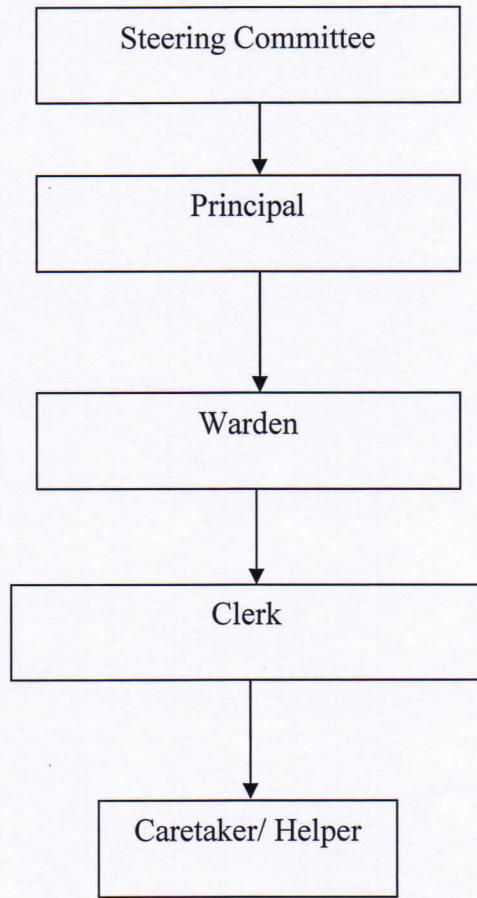 Steering Committee
Principal
Warden
Clerk
Caretaker/ Helper